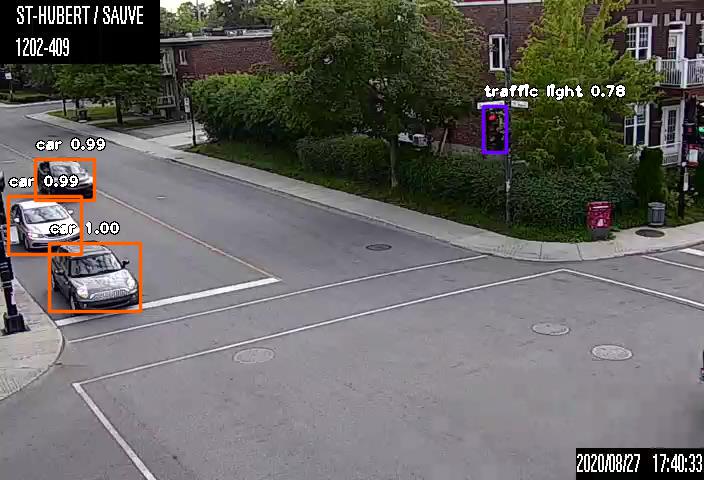 ST-HUBERT / SAUVE
1202-409
traffic light 0.78
car 0.99
car 0.99
car 1.00
2020/08/27 17:40:33